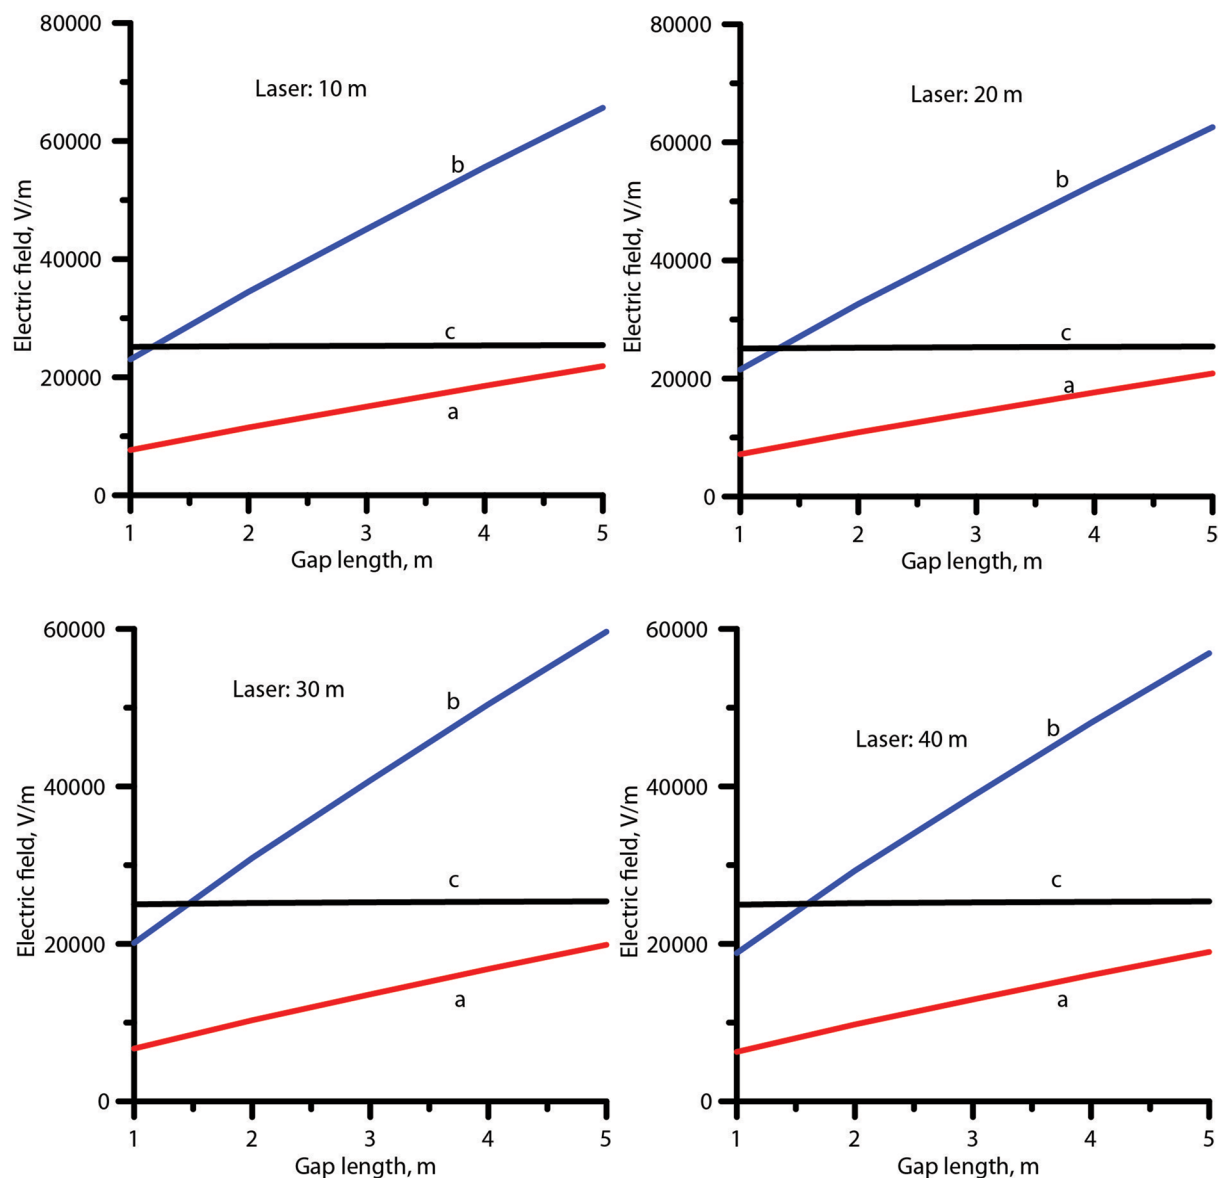 80000
60000
40000
20000
0
Electric field, V/m
Laser: 10 m
b
c
a
1 2 3 4 5
Gap length, m
80000
60000
40000
20000
0
Electric field, V/m
Laser: 20 m
b
c
a
1 2 3 4 5
Gap length, m
60000
40000
20000
0
Electric field, V/m
Laser: 30 m
b
c
a
1 2 3 4 5
Gap length, m
60000
40000
20000
0
Electric field, V/m
Laser: 40 m
b
c
a
1 2 3 4 5
Gap length, m